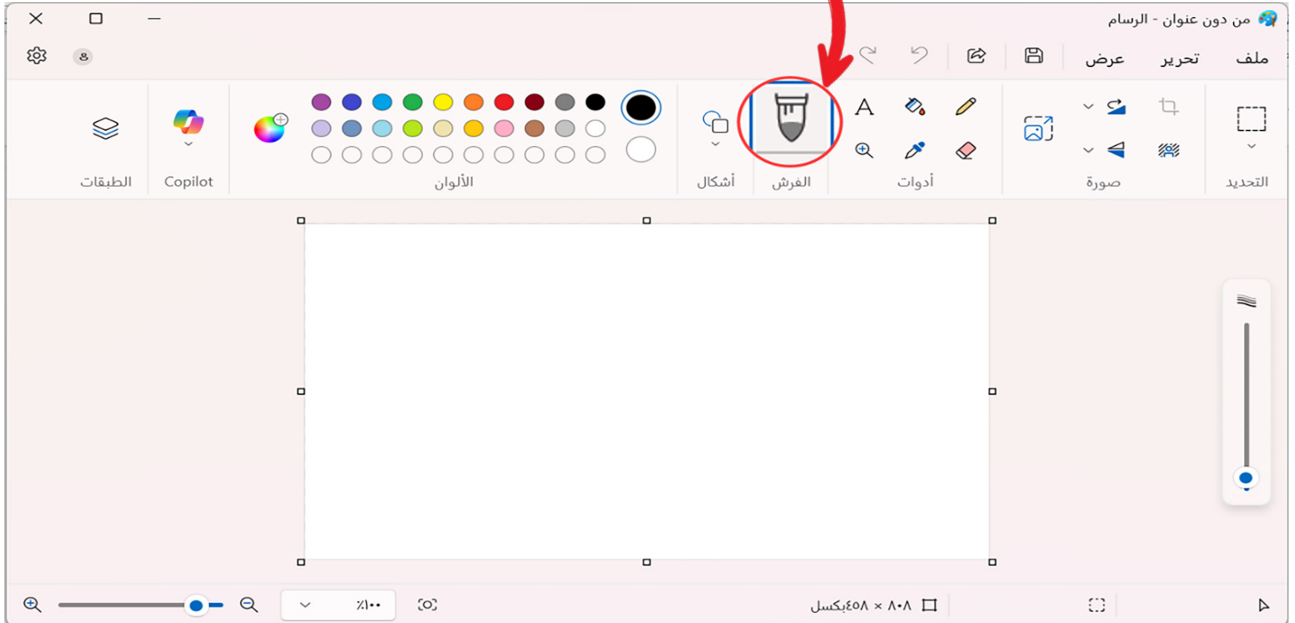 من دون عنوان - الرسام
ملف تحرير عرض
A
التحديد صورة أدوات الفرش أشكال الألوان Copilot الطبقات
٨٠٨ × ٤٥٨بكسل ١٠٠٪